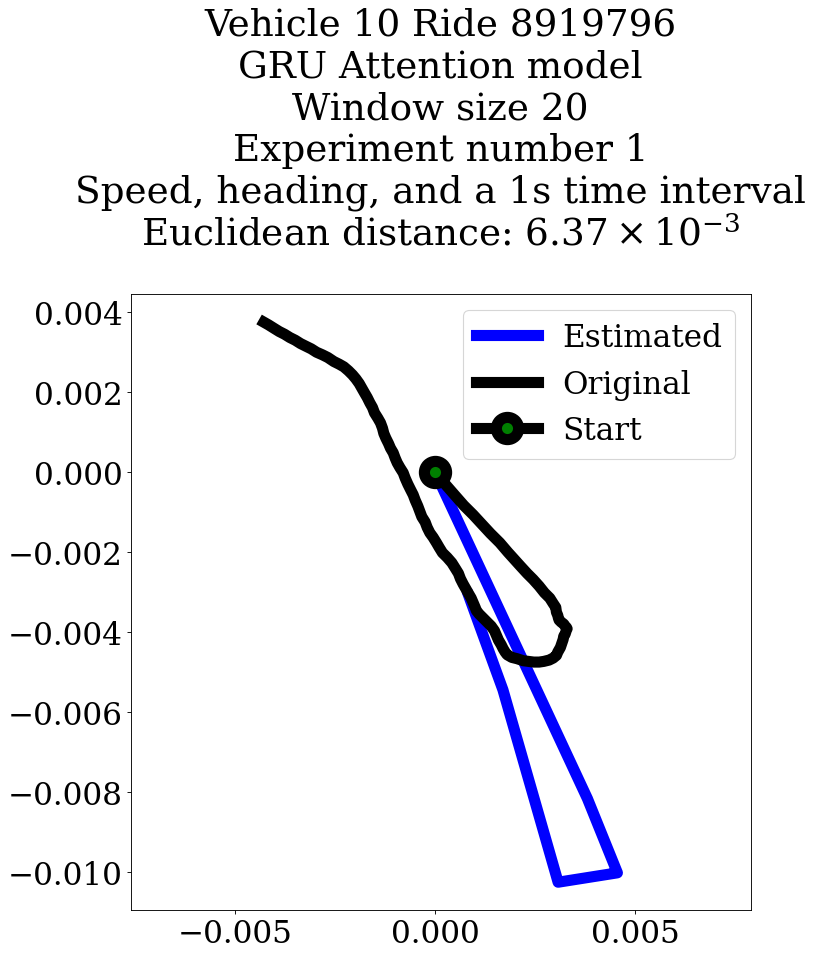 Vehicle 10 Ride 8919796
GRU Attention model
Window size 20
Experiment number 1
Speed, heading, and a 1s time interval
Euclidean distance: 6.37 × 10⁻³
Estimated
Original
Start
0.004
0.002
0.000
−0.002
−0.004
−0.006
−0.008
−0.010
−0.005 0.000 0.005